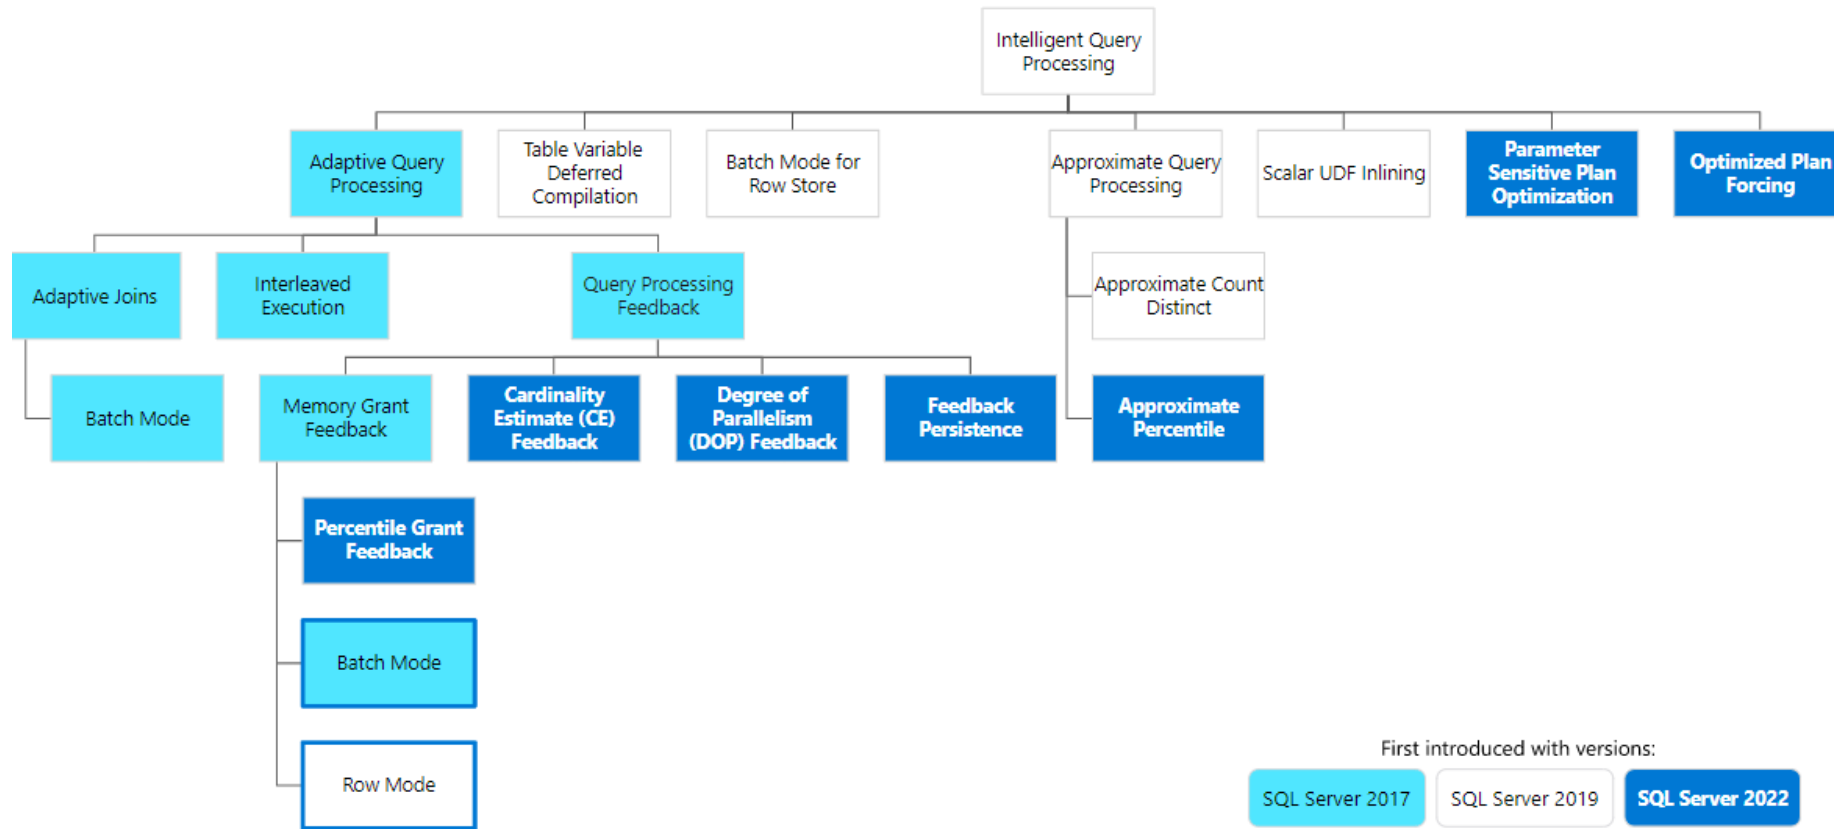 Intelligent Query
Processing
Adaptive Query
Processing
Table Variable
Deferred
Compilation
Batch Mode for
Row Store
Approximate Query
Processing
Scalar UDF Inlining
Parameter
Sensitive Plan
Optimization
Optimized Plan
Forcing
Adaptive Joins
Interleaved
Execution
Query Processing
Feedback
Approximate Count
Distinct
Batch Mode
Memory Grant
Feedback
Cardinality
Estimate (CE)
Feedback
Degree of
Parallelism
(DOP) Feedback
Feedback
Persistence
Approximate
Percentile
Percentile Grant
Feedback
Batch Mode
Row Mode
First introduced with versions:
SQL Server 2017
SQL Server 2019
SQL Server 2022